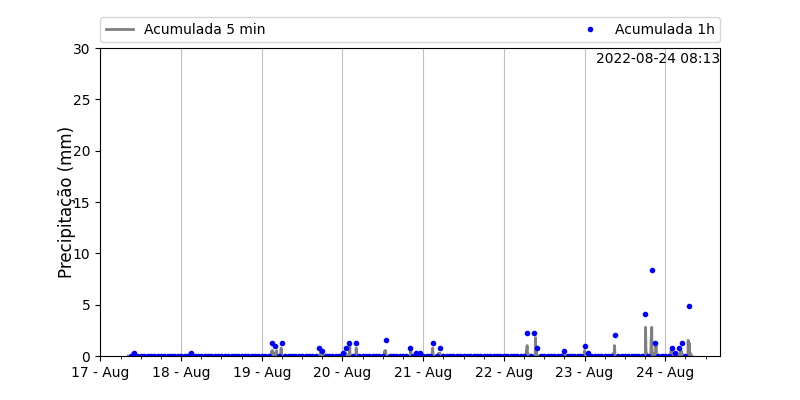 Acumulada 5 min
Acumulada 1h
2022-08-24 08:13
Precipitação (mm)
30
25
20
15
10
5
0
17 - Aug
18 - Aug
19 - Aug
20 - Aug
21 - Aug
22 - Aug
23 - Aug
24 - Aug